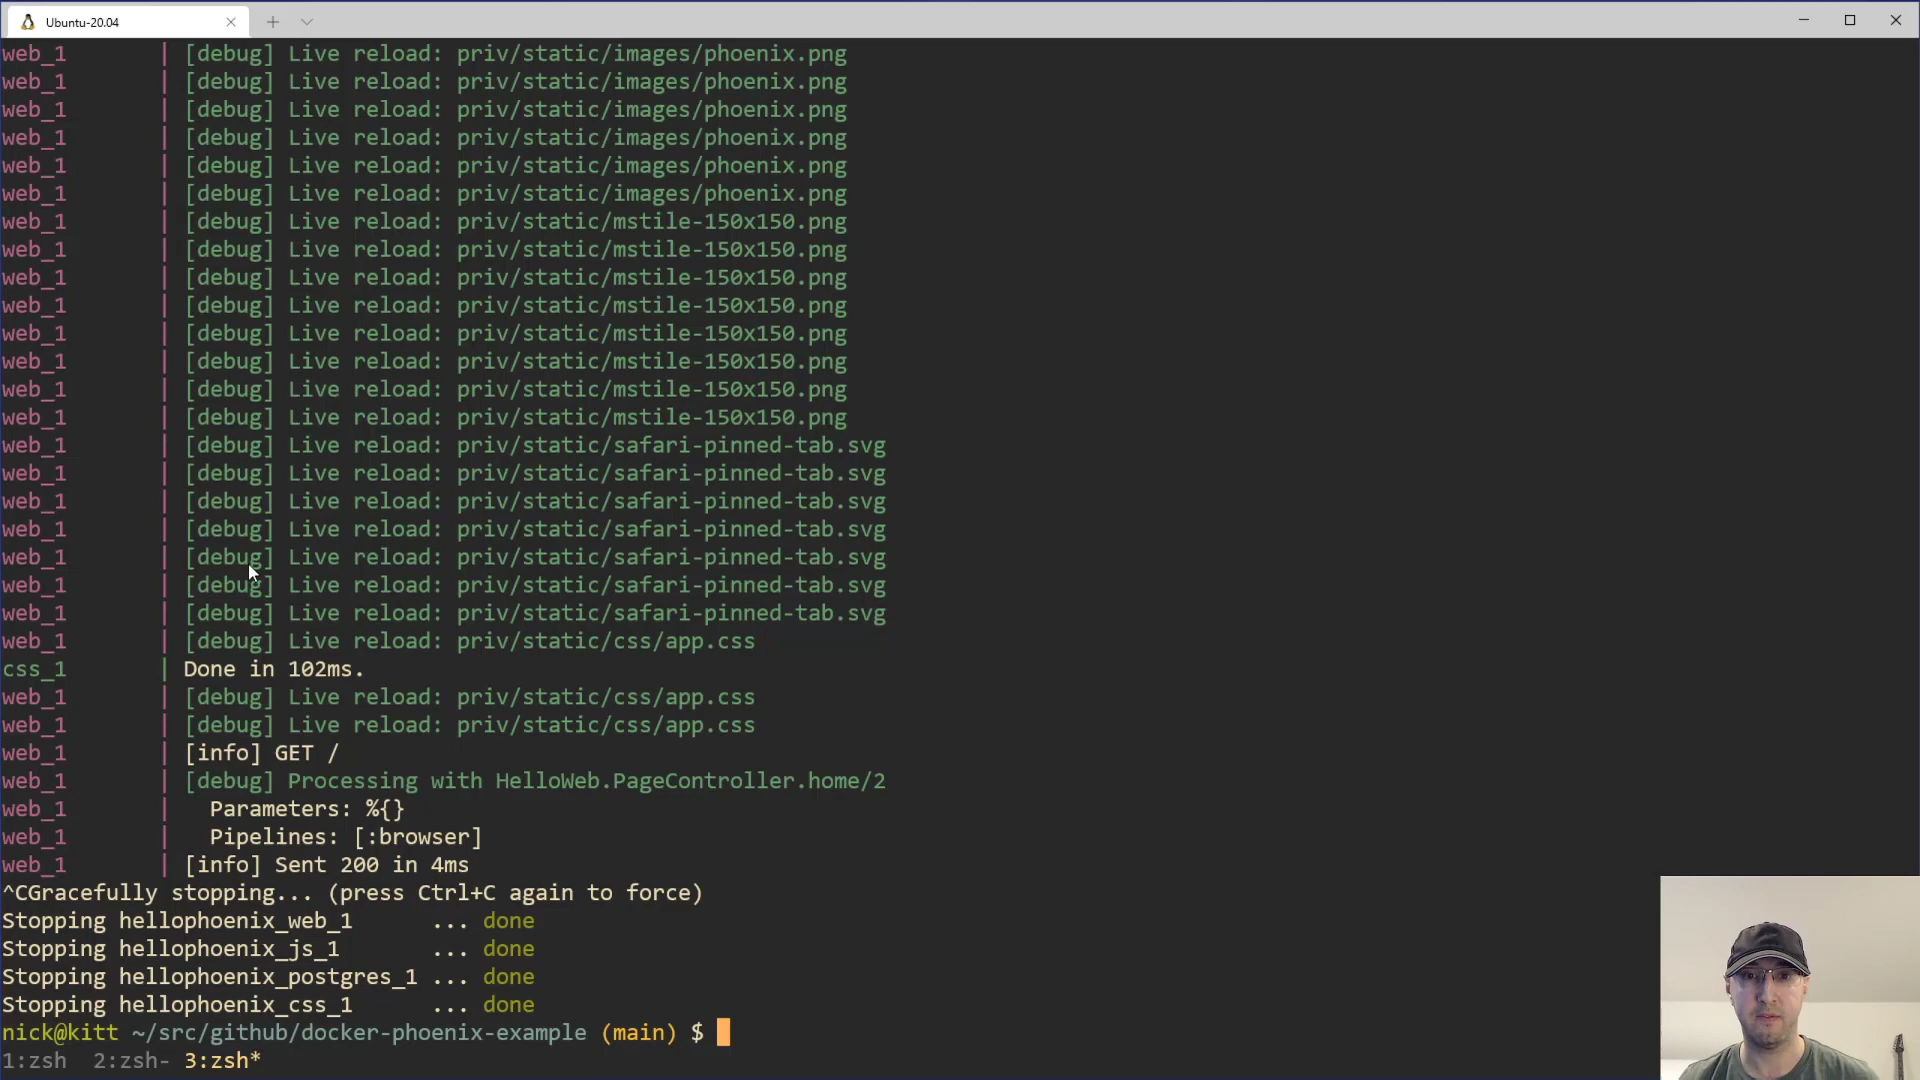 Ubuntu-20.04
web_1 | [debug] Live reload: priv/static/images/phoenix.png
web_1 | [debug] Live reload: priv/static/images/phoenix.png
web_1 | [debug] Live reload: priv/static/images/phoenix.png
web_1 | [debug] Live reload: priv/static/images/phoenix.png
web_1 | [debug] Live reload: priv/static/images/phoenix.png
web_1 | [debug] Live reload: priv/static/images/phoenix.png
web_1 | [debug] Live reload: priv/static/mstile-150x150.png
web_1 | [debug] Live reload: priv/static/mstile-150x150.png
web_1 | [debug] Live reload: priv/static/mstile-150x150.png
web_1 | [debug] Live reload: priv/static/mstile-150x150.png
web_1 | [debug] Live reload: priv/static/mstile-150x150.png
web_1 | [debug] Live reload: priv/static/mstile-150x150.png
web_1 | [debug] Live reload: priv/static/mstile-150x150.png
web_1 | [debug] Live reload: priv/static/mstile-150x150.png
web_1 | [debug] Live reload: priv/static/safari-pinned-tab.svg
web_1 | [debug] Live reload: priv/static/safari-pinned-tab.svg
web_1 | [debug] Live reload: priv/static/safari-pinned-tab.svg
web_1 | [debug] Live reload: priv/static/safari-pinned-tab.svg
web_1 | [debug] Live reload: priv/static/safari-pinned-tab.svg
web_1 | [debug] Live reload: priv/static/safari-pinned-tab.svg
web_1 | [debug] Live reload: priv/static/safari-pinned-tab.svg
web_1 | [debug] Live reload: priv/static/css/app.css
css_1 | Done in 102ms.
web_1 | [debug] Live reload: priv/static/css/app.css
web_1 | [debug] Live reload: priv/static/css/app.css
web_1 | [info] GET /
web_1 | [debug] Processing with HelloWeb.PageController.home/2
web_1 | Parameters: %{}
web_1 | Pipelines: [:browser]
web_1 | [info] Sent 200 in 4ms
^CGracefully stopping... (press Ctrl+C again to force)
Stopping hellophoenix_web_1 ... done
Stopping hellophoenix_js_1 ... done
Stopping hellophoenix_postgres_1 ... done
Stopping hellophoenix_css_1 ... done
nick@kitt ~/src/github/docker-phoenix-example (main) $
1:zsh 2:zsh- 3:zsh*